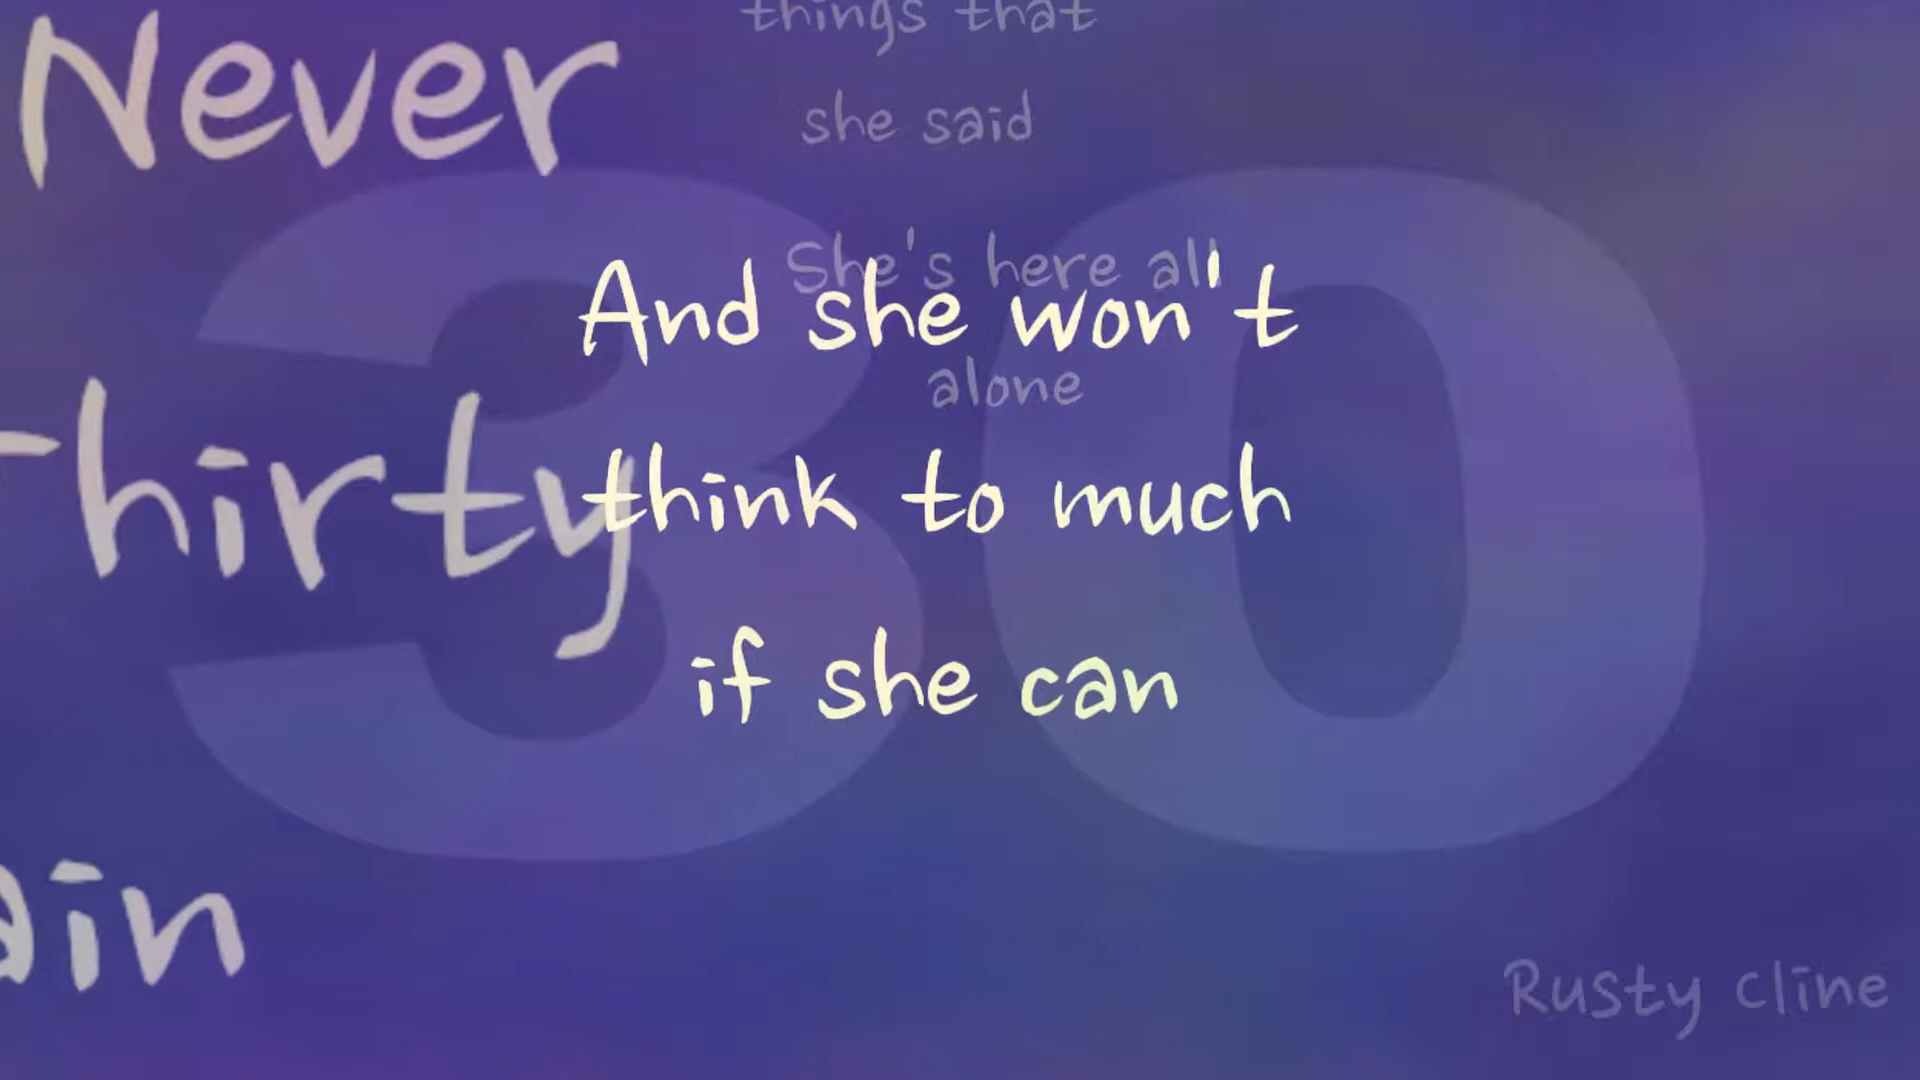 Never
Thirty
ain
30
things that
she said
She's here all
alone
And she won't
think to much
if she can
Rusty Cline